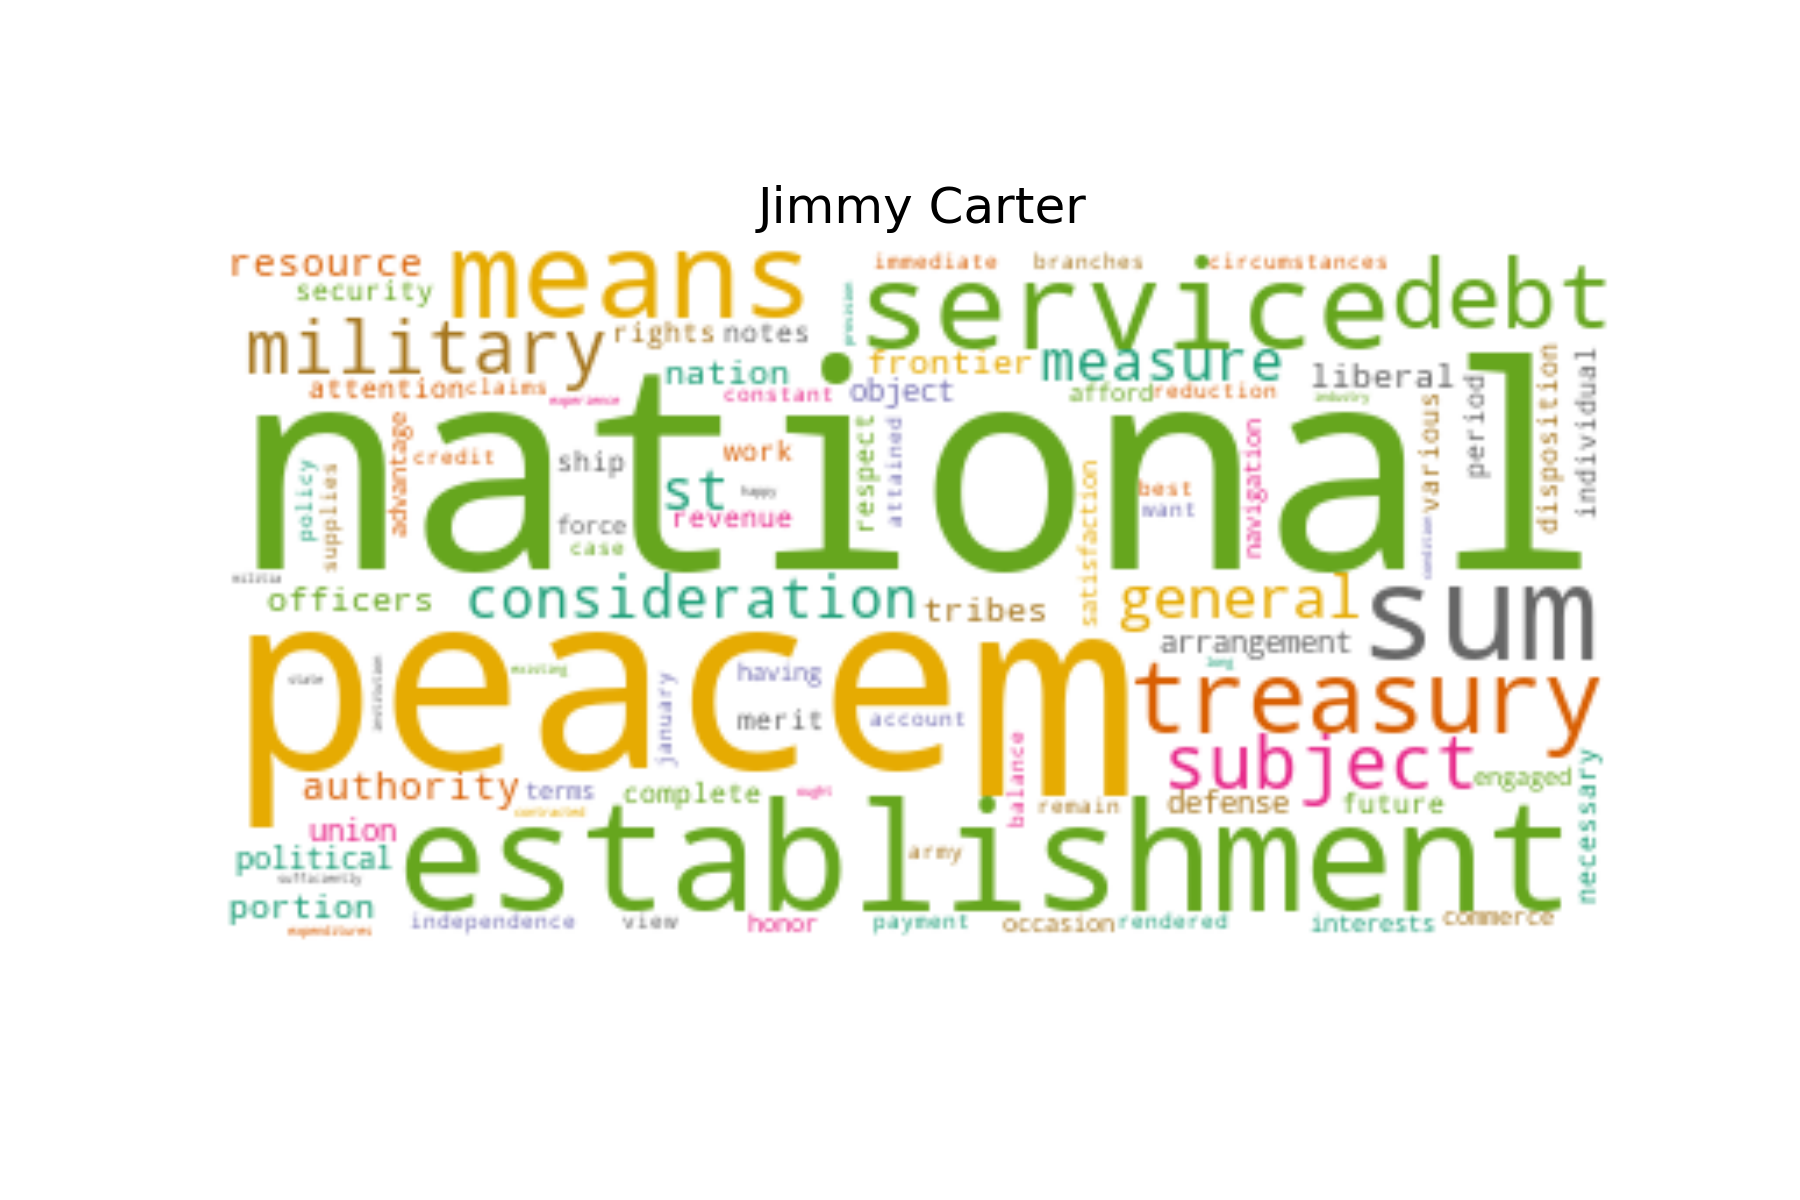 Jimmy Carter
resource
means
immediate
branches
circumstances
security
service
debt
provision
military
rights
notes
frontier
measure
nation
object
liberal
attention
claims
experience
constant
afford
reduction
industry
period
disposition
individual
national
policy
supplies
advantage
credit
ship
work
st
happy
revenue
force
case
respect
attained
satisfaction
best
want
navigation
various
condition
militia
officers
consideration
tribes
general
sum
arrangement
long
peace
m
state
institution
existing
january
having
merit
account
treasury
subject
balance
engaged
necessary
authority
terms
contracted
complete
ought
remain
defense
future
union
political
sufficiently
establishment
army
portion
expenditures
independence
view
honor
payment
occasion
rendered
interests
commerce